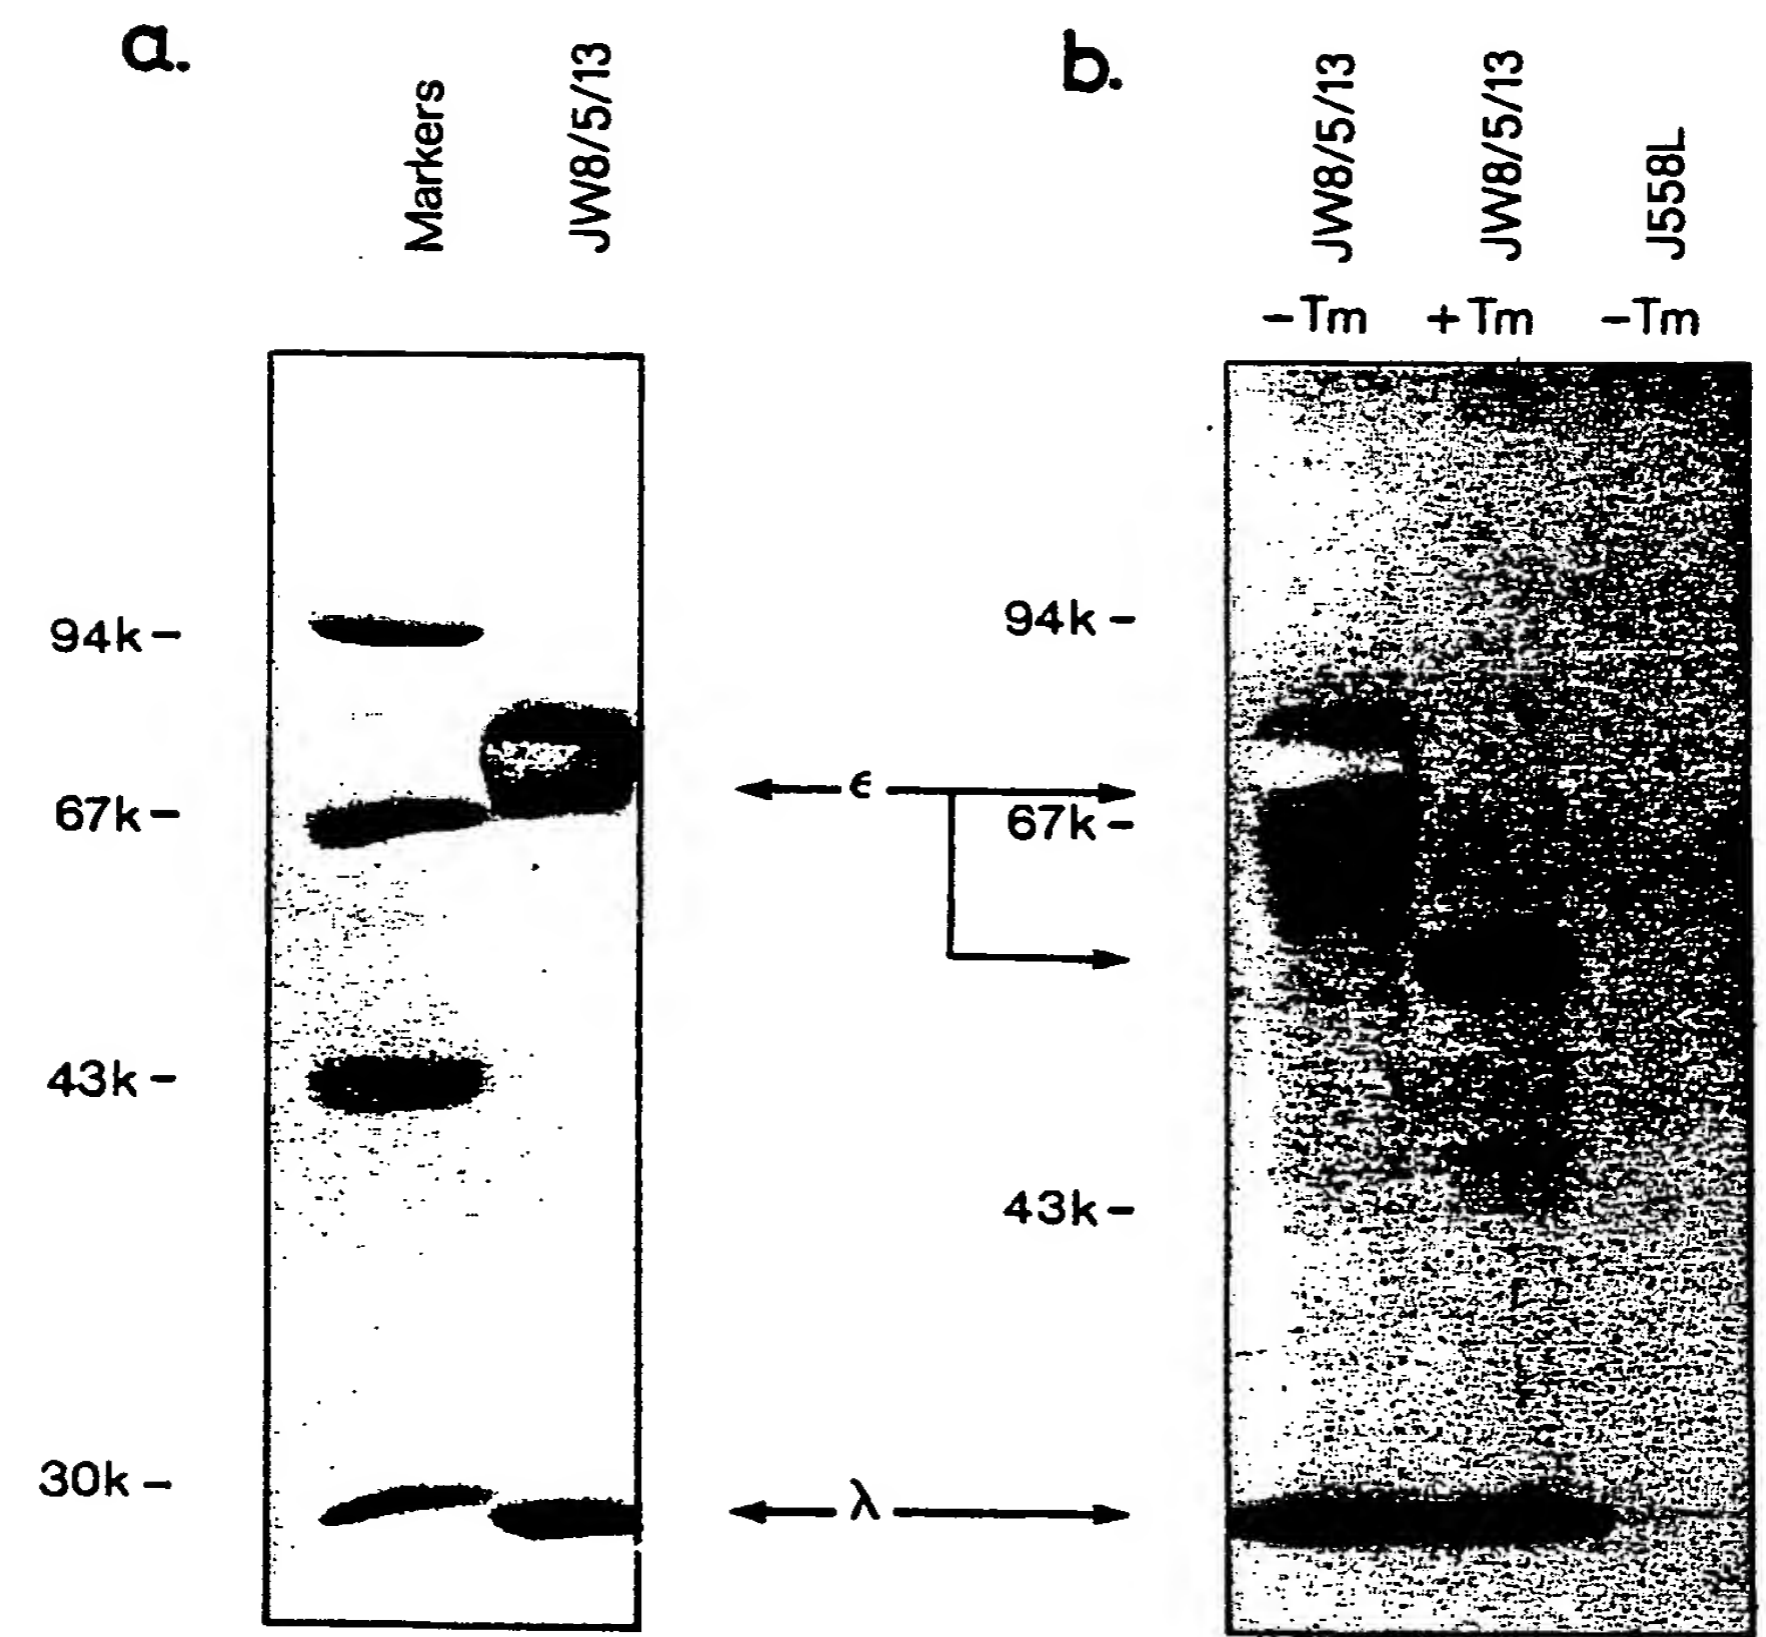 a.
Markers
JW8/5/13
94k
67k
43k
30k
ϵ
λ
b.
JW8/5/13
JW8/5/13
J558L
-Tm
+Tm
-Tm
94k
67k
43k